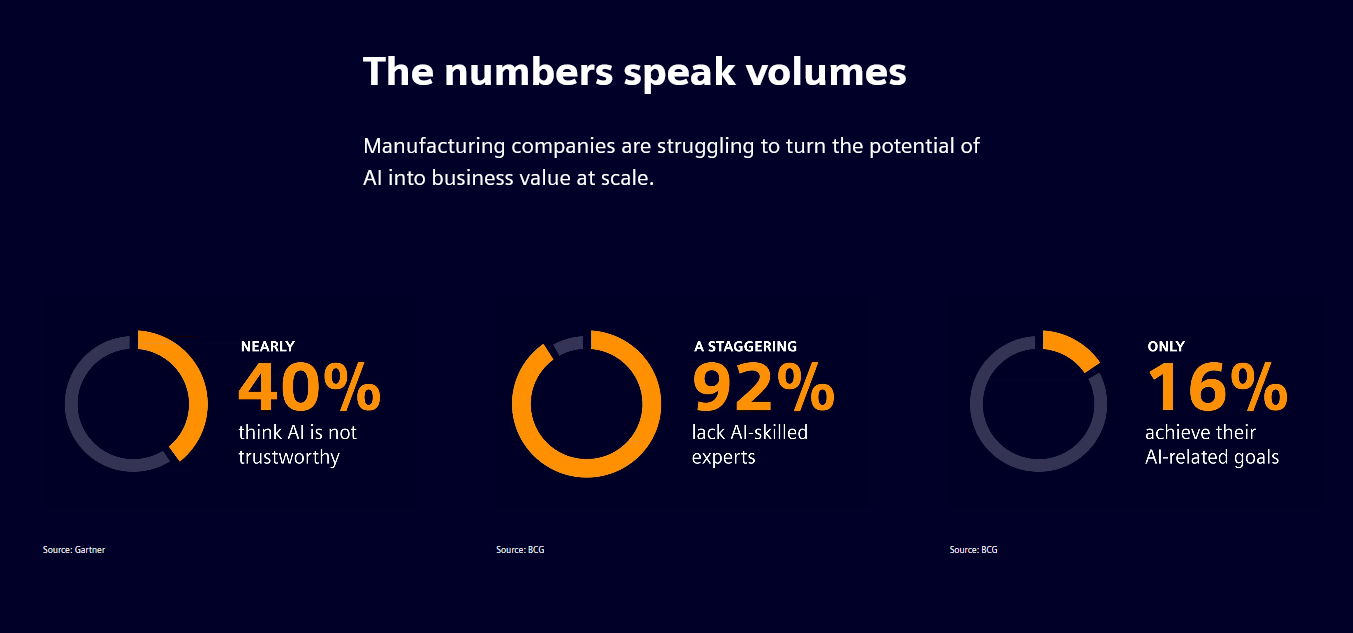 The numbers speak volumes
Manufacturing companies are struggling to turn the potential of
AI into business value at scale.
NEARLY
40%
think AI is not
trustworthy
Source: Gartner
A STAGGERING
92%
lack AI-skilled
experts
Source: BCG
ONLY
16%
achieve their
AI-related goals
Source: BCG